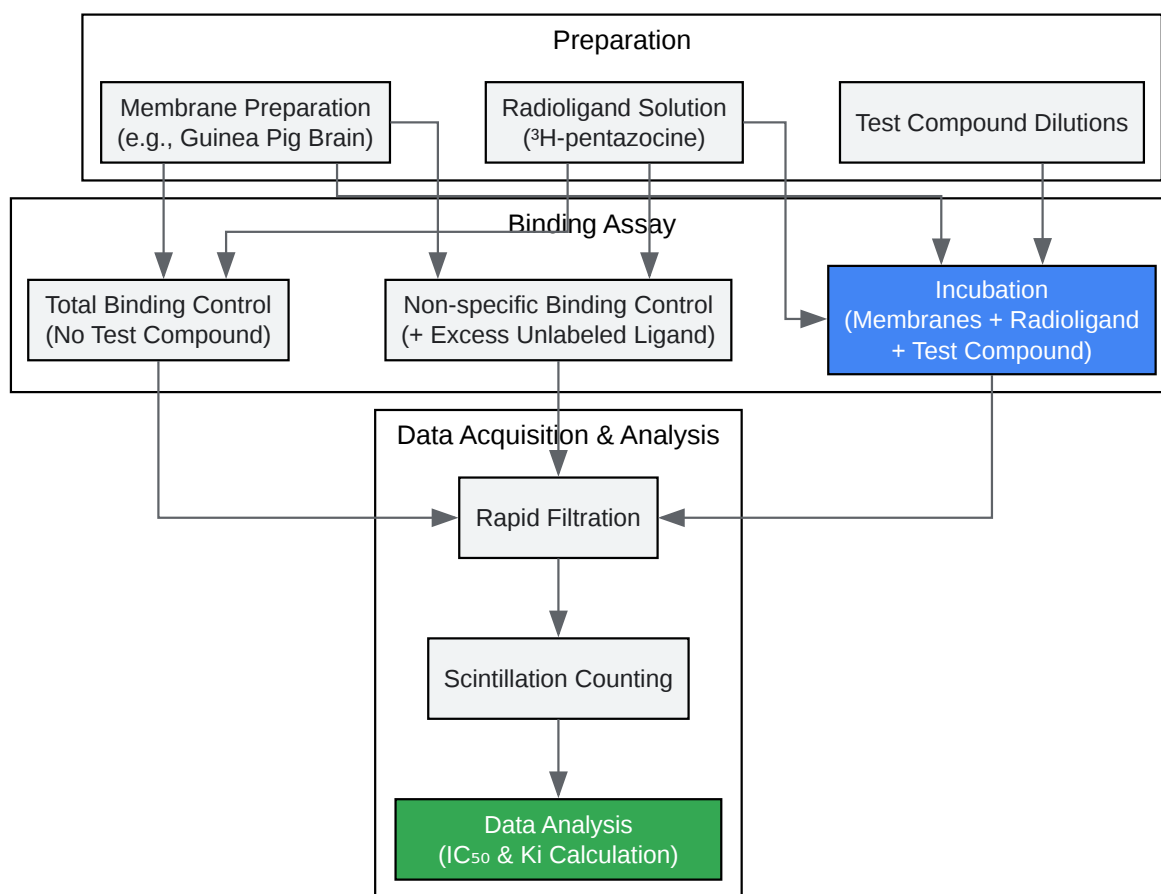 Preparation
Membrane Preparation
(e.g., Guinea Pig Brain)
Radioligand Solution
(³H-pentazocine)
Test Compound Dilutions
Binding Assay
Total Binding Control
(No Test Compound)
Non-specific Binding Control
(+ Excess Unlabeled Ligand)
Incubation
(Membranes + Radioligand
+ Test Compound)
Data Acquisition & Analysis
Rapid Filtration
Scintillation Counting
Data Analysis
(IC₅₀ & Ki Calculation)